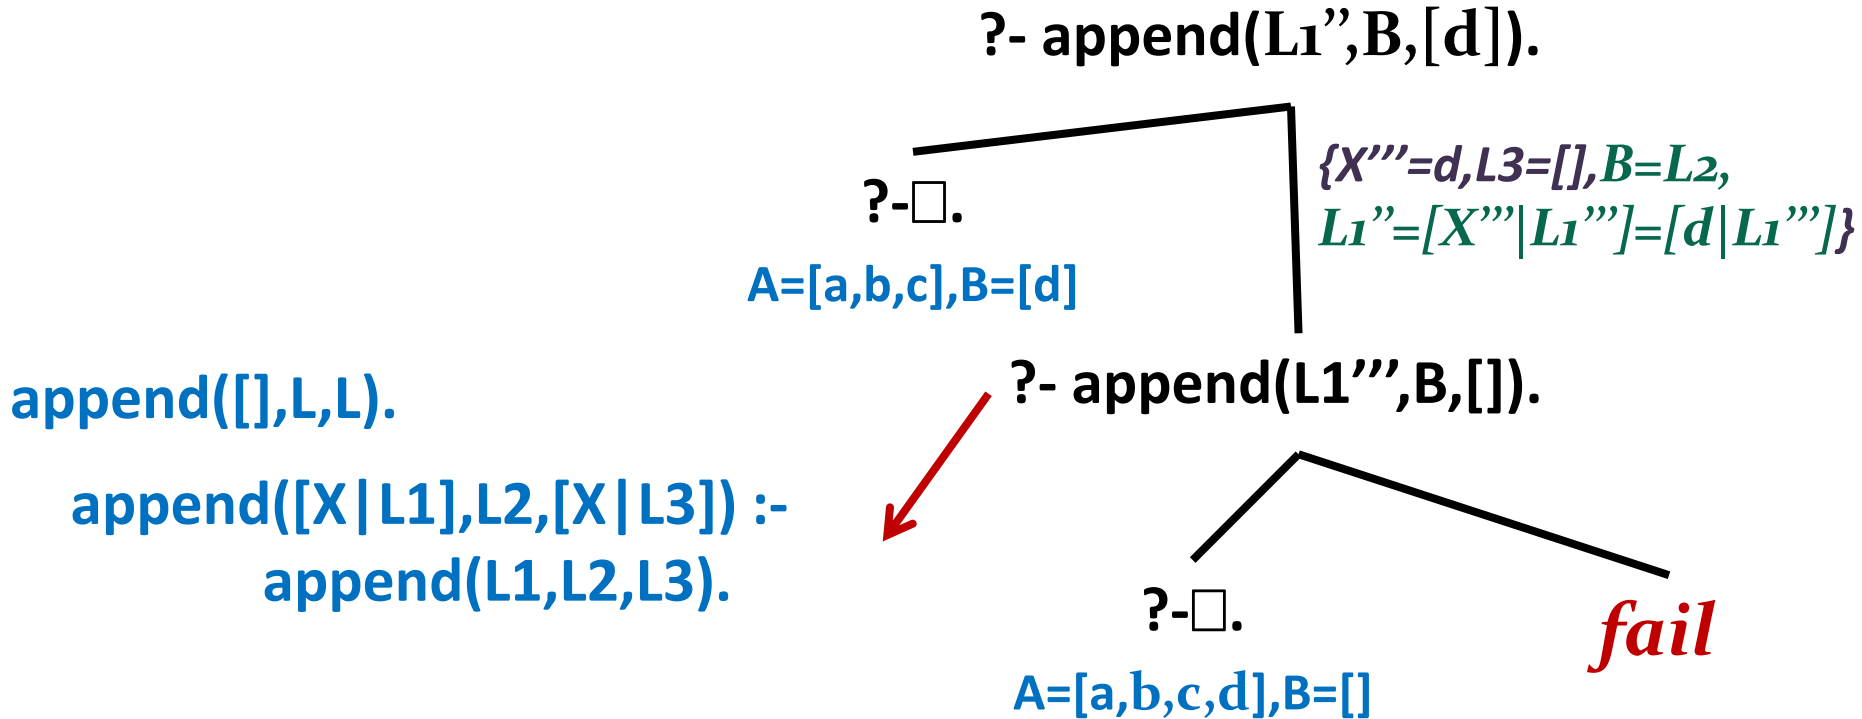 ?- append(L1’’,B,[d]).
{X’’’=d,L3=[],B=L2,
L1’’=[X’’’|L1’’’]=[d|L1’’’]}
?-□.
A=[a,b,c],B=[d]
?- append(L1’’’,B,[]).
append([],L,L).
append([X|L1],L2,[X|L3]) :-
append(L1,L2,L3).
?-□.
fail
A=[a,b,c,d],B=[]